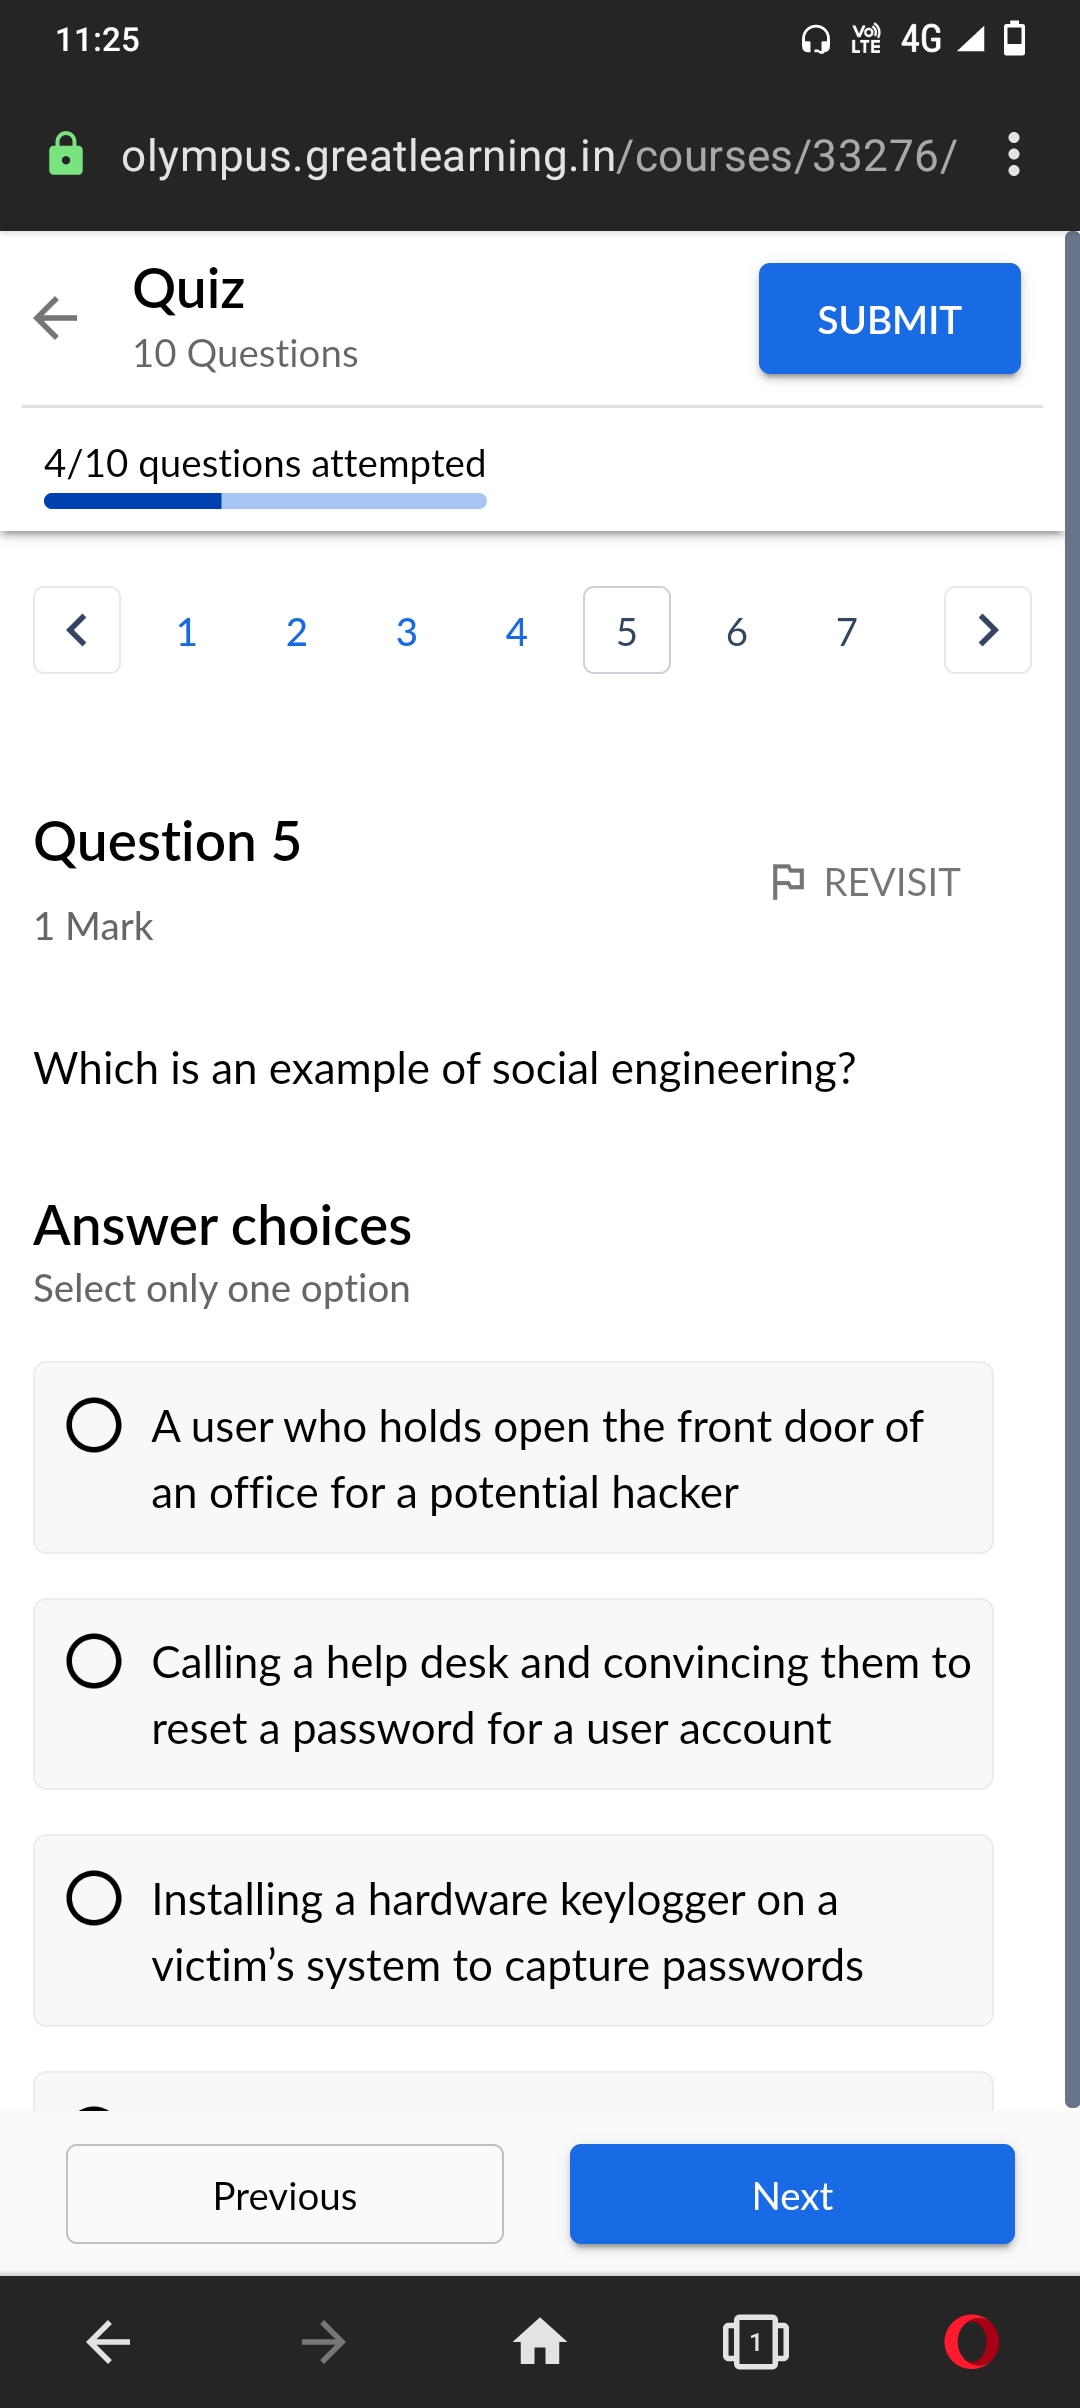 11:25
Vo)) LTE 4G
olympus.greatlearning.in/courses/33276/
Quiz
10 Questions
SUBMIT
4/10 questions attempted
1 2 3 4 5 6 7
Question 5
REVISIT
1 Mark
Which is an example of social engineering?
Answer choices
Select only one option
A user who holds open the front door of
an office for a potential hacker
Calling a help desk and convincing them to
reset a password for a user account
Installing a hardware keylogger on a
victim’s system to capture passwords
Previous
Next
1